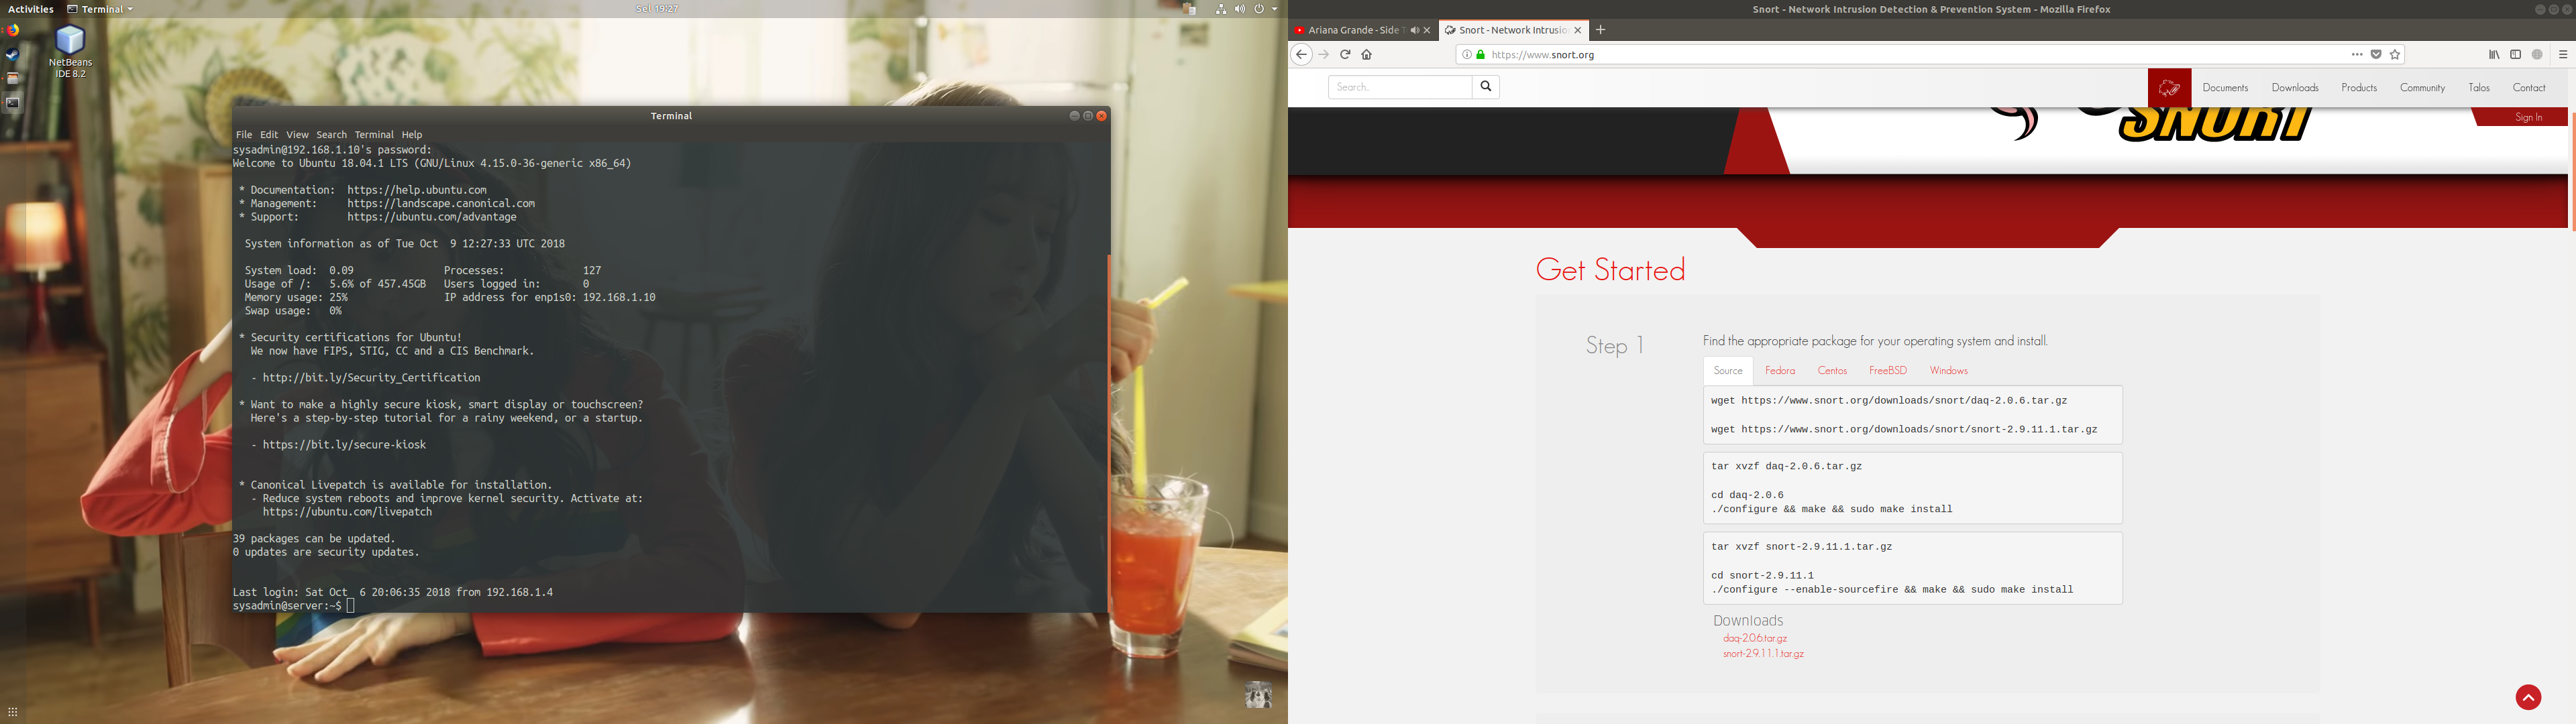 Activities
Terminal
Sel 19:27
NetBeans
IDE 8.2
Terminal
File Edit View Search Terminal Help
sysadmin@192.168.1.10's password:
Welcome to Ubuntu 18.04.1 LTS (GNU/Linux 4.15.0-36-generic x86_64)
* Documentation:  https://help.ubuntu.com
* Management:     https://landscape.canonical.com
* Support:        https://ubuntu.com/advantage
System information as of Tue Oct  9 12:27:33 UTC 2018
System load:  0.09               Processes:             127
Usage of /:   5.6% of 457.45GB   Users logged in:       0
Memory usage: 25%                IP address for enp1s0: 192.168.1.10
Swap usage:   0%
* Security certifications for Ubuntu!
We now have FIPS, STIG, CC and a CIS Benchmark.
- http://bit.ly/Security_Certification
* Want to make a highly secure kiosk, smart display or touchscreen?
Here's a step-by-step tutorial for a rainy weekend, or a startup.
- https://bit.ly/secure-kiosk
* Canonical Livepatch is available for installation.
- Reduce system reboots and improve kernel security. Activate at:
https://ubuntu.com/livepatch
39 packages can be updated.
0 updates are security updates.
Last login: Sat Oct  6 20:06:35 2018 from 192.168.1.4
sysadmin@server:~$
Snort - Network Intrusion Detection & Prevention System - Mozilla Firefox
Ariana Grande - Side T
Snort - Network Intrusion
https://www.snort.org
Search..
Documents Downloads Products Community Talos Contact
SNORT
Sign In
Get Started
Step 1
Find the appropriate package for your operating system and install.
Source Fedora Centos FreeBSD Windows
wget https://www.snort.org/downloads/snort/daq-2.0.6.tar.gz
wget https://www.snort.org/downloads/snort/snort-2.9.11.1.tar.gz
tar xvzf daq-2.0.6.tar.gz
cd daq-2.0.6
./configure && make && sudo make install
tar xvzf snort-2.9.11.1.tar.gz
cd snort-2.9.11.1
./configure --enable-sourcefire && make && sudo make install
Downloads
daq-2.0.6.tar.gz
snort-2.9.11.1.tar.gz